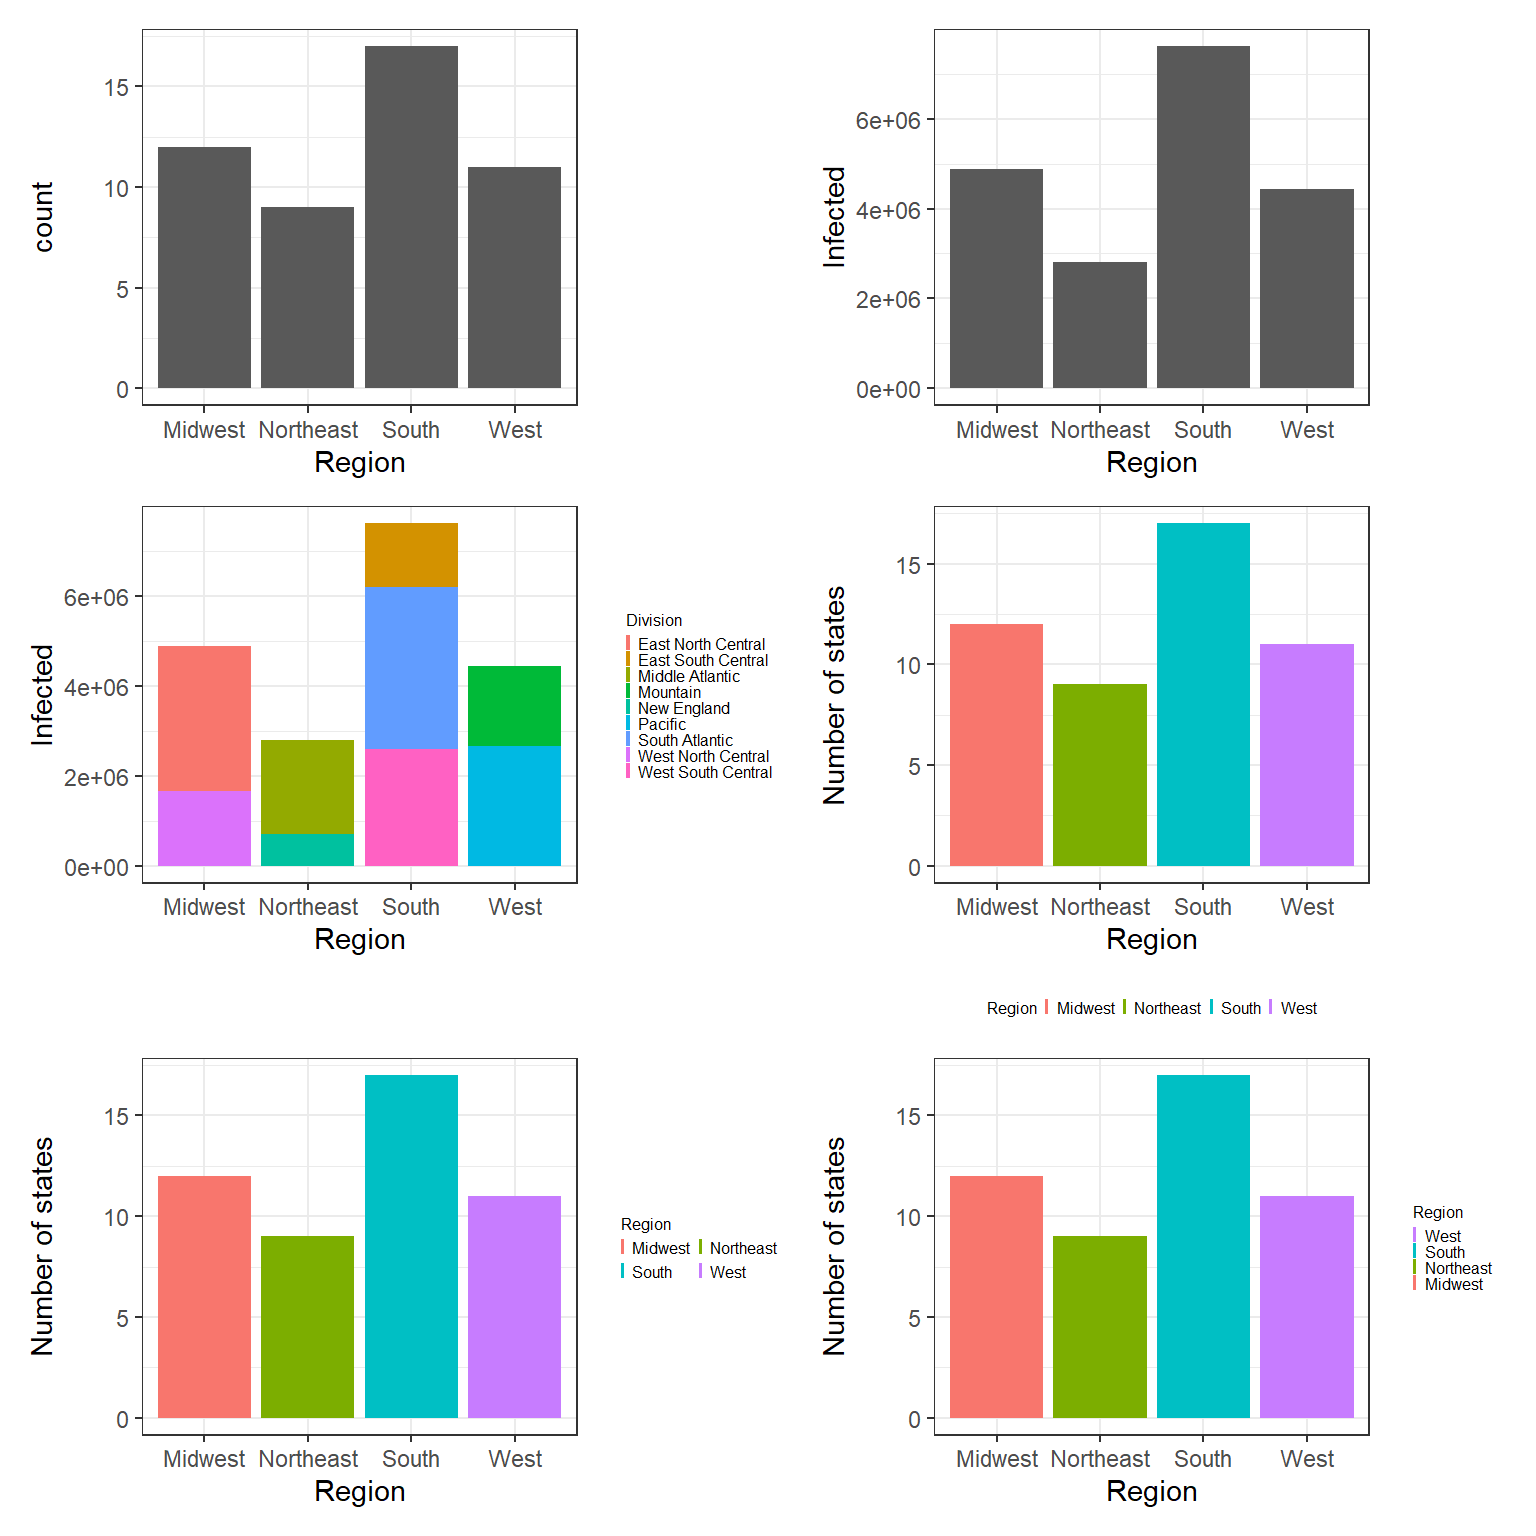 15
10
5
0
count
Midwest Northeast South West
Region
6e+06
4e+06
2e+06
0e+00
Infected
Midwest Northeast South West
Region
6e+06
4e+06
2e+06
0e+00
Infected
Midwest Northeast South West
Region
Division
East North Central
East South Central
Middle Atlantic
Mountain
New England
Pacific
South Atlantic
West North Central
West South Central
15
10
5
0
Number of states
Midwest Northeast South West
Region
Region Midwest Northeast South West
15
10
5
0
Number of states
Midwest Northeast South West
Region
Region
Midwest Northeast
South West
15
10
5
0
Number of states
Midwest Northeast South West
Region
Region
West
South
Northeast
Midwest